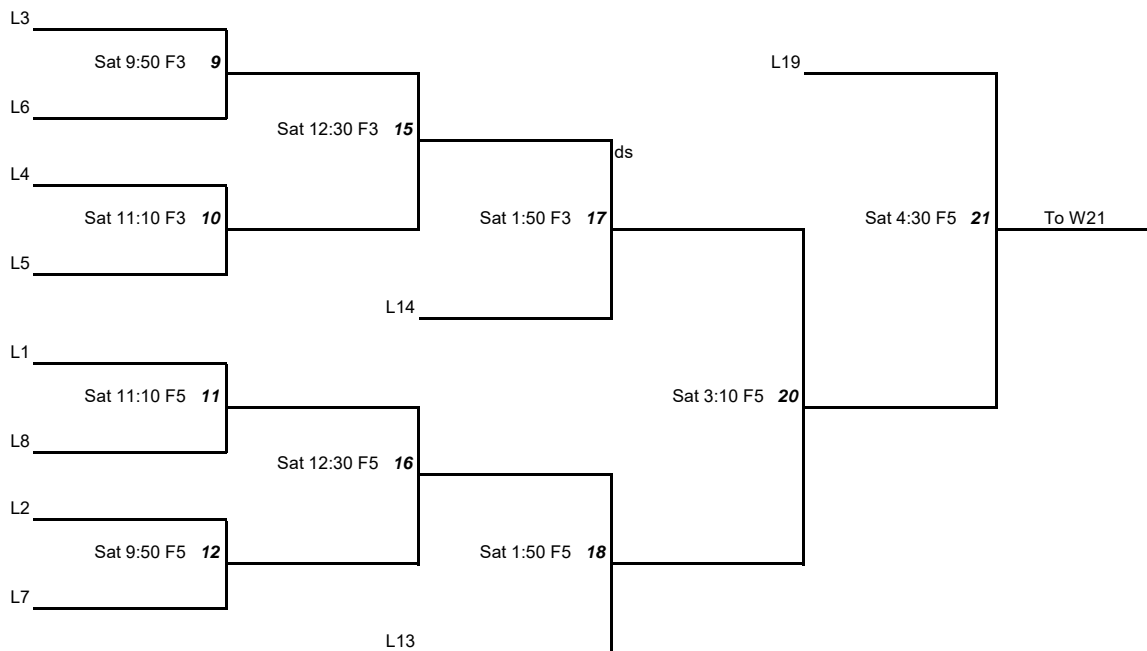 L3
Sat 9:50 F3 9
L19
L6
Sat 12:30 F3 15
ds
L4
Sat 11:10 F3 10
Sat 1:50 F3 17
Sat 4:30 F5 21
To W21
L5
L14
L1
Sat 11:10 F5 11
Sat 3:10 F5 20
L8
Sat 12:30 F5 16
L2
Sat 9:50 F5 12
Sat 1:50 F5 18
L7
L13